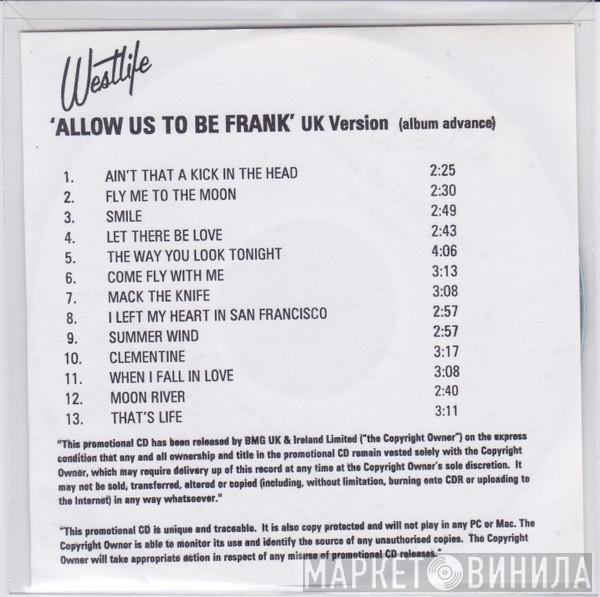 Westlife
'ALLOW US TO BE FRANK' UK Version (album advance)
1. AIN'T THAT A KICK IN THE HEAD 2:25
2. FLY ME TO THE MOON 2:30
3. SMILE 2:49
4. LET THERE BE LOVE 2:43
5. THE WAY YOU LOOK TONIGHT 4:06
6. COME FLY WITH ME 3:13
7. MACK THE KNIFE 3:08
8. I LEFT MY HEART IN SAN FRANCISCO 2:57
9. SUMMER WIND 2:57
10. CLEMENTINE 3:17
11. WHEN I FALL IN LOVE 3:08
12. MOON RIVER 2:40
13. THAT'S LIFE 3:11
"This promotional CD has been released by BMG UK & Ireland Limited ("the Copyright Owner") on the express
condition that any and all ownership and title in the promotional CD remain vested solely with the Copyright
Owner, which may require delivery up of this record at any time at the Copyright Owner's sole discretion. It
may not be sold, transferred, altered or copied (including, without limitation, burning onto CDR or uploading to
the Internet) in any way whatsoever."
"This promotional CD is unique and traceable. It is also copy protected and will not play in any PC or Mac. The
Copyright Owner is able to monitor its use and identify the source of any unauthorised copies. The Copyright
Owner will take appropriate action in respect of any misuse of promotional CD releases."
МАРКЕТ ВИНИЛА